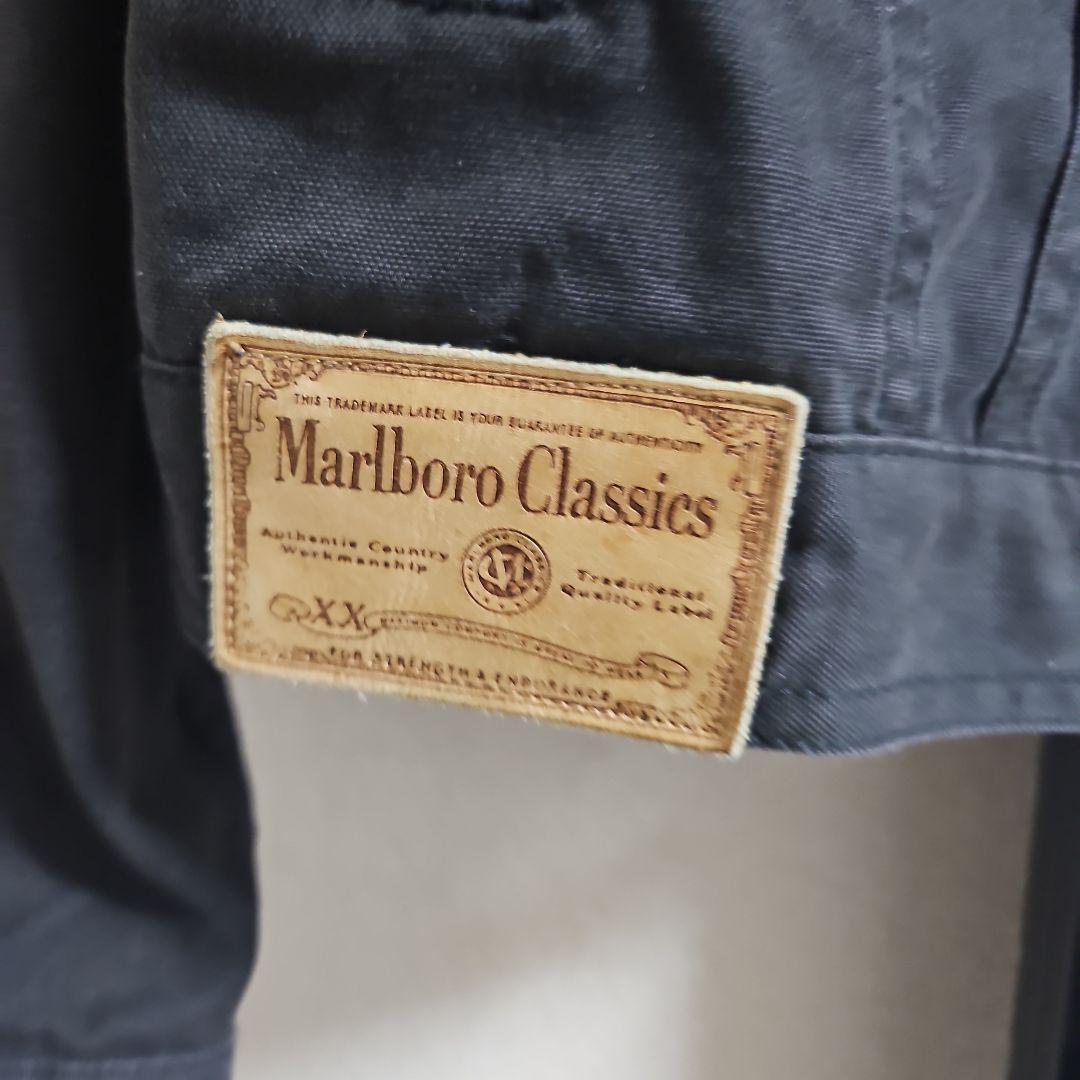 THIS TRADEMARK LABEL IS YOUR GUARANTEE OF AUTHENTICITY
Marlboro Classics
Authentic Country
Workmanship
Traditional
Quality Label
XX
FOR STRENGTH & ENDURANCE